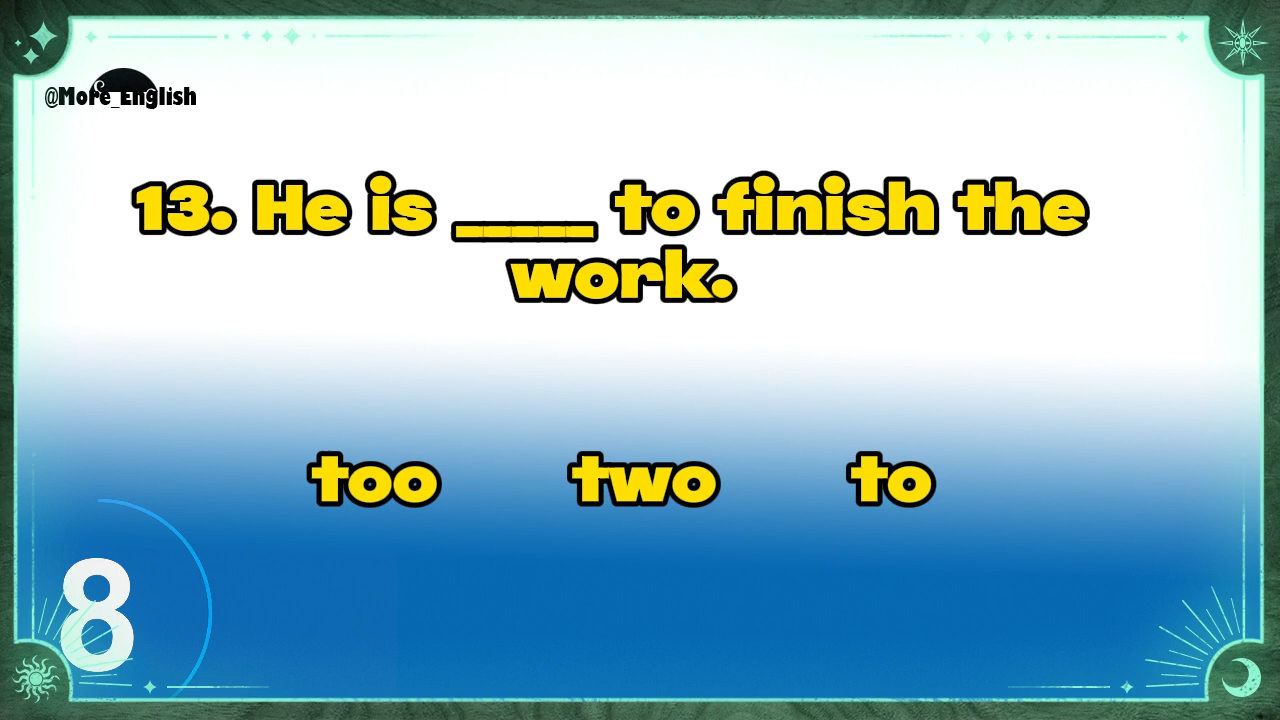 @More_English
13. He is _____ to finish the
work.
too two to
8